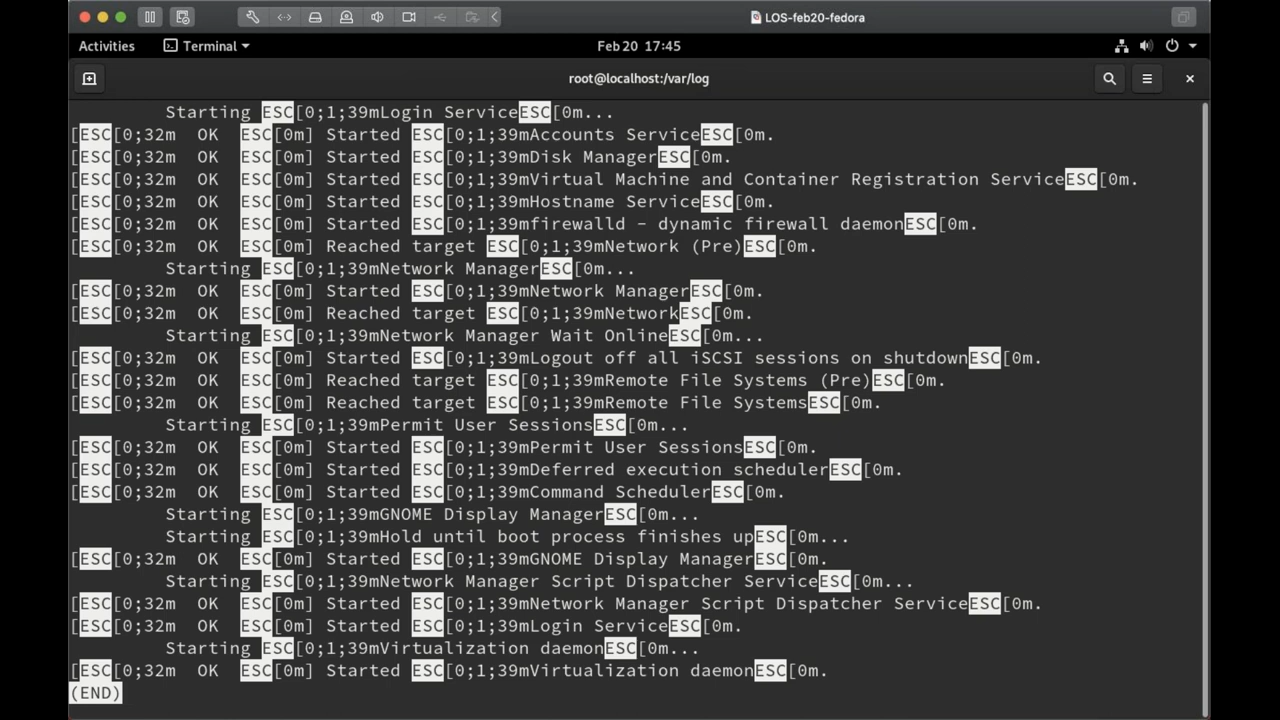 LOS-feb20-fedora
Activities Terminal Feb 20 17:45
root@localhost:/var/log
Starting ESC[0;1;39mLogin ServiceESC[0m...
[ESC[0;32m OK ESC[0m] Started ESC[0;1;39mAccounts ServiceESC[0m.
[ESC[0;32m OK ESC[0m] Started ESC[0;1;39mDisk ManagerESC[0m.
[ESC[0;32m OK ESC[0m] Started ESC[0;1;39mVirtual Machine and Container Registration ServiceESC[0m.
[ESC[0;32m OK ESC[0m] Started ESC[0;1;39mHostname ServiceESC[0m.
[ESC[0;32m OK ESC[0m] Started ESC[0;1;39mfirewalld - dynamic firewall daemonESC[0m.
[ESC[0;32m OK ESC[0m] Reached target ESC[0;1;39mNetwork (Pre)ESC[0m.
Starting ESC[0;1;39mNetwork ManagerESC[0m...
[ESC[0;32m OK ESC[0m] Started ESC[0;1;39mNetwork ManagerESC[0m.
[ESC[0;32m OK ESC[0m] Reached target ESC[0;1;39mNetworkESC[0m.
Starting ESC[0;1;39mNetwork Manager Wait OnlineESC[0m...
[ESC[0;32m OK ESC[0m] Started ESC[0;1;39mLogout off all iSCSI sessions on shutdownESC[0m.
[ESC[0;32m OK ESC[0m] Reached target ESC[0;1;39mRemote File Systems (Pre)ESC[0m.
[ESC[0;32m OK ESC[0m] Reached target ESC[0;1;39mRemote File SystemsESC[0m.
Starting ESC[0;1;39mPermit User SessionsESC[0m...
[ESC[0;32m OK ESC[0m] Started ESC[0;1;39mPermit User SessionsESC[0m.
[ESC[0;32m OK ESC[0m] Started ESC[0;1;39mDeferred execution schedulerESC[0m.
[ESC[0;32m OK ESC[0m] Started ESC[0;1;39mCommand SchedulerESC[0m.
Starting ESC[0;1;39mGNOME Display ManagerESC[0m...
Starting ESC[0;1;39mHold until boot process finishes upESC[0m...
[ESC[0;32m OK ESC[0m] Started ESC[0;1;39mGNOME Display ManagerESC[0m.
Starting ESC[0;1;39mNetwork Manager Script Dispatcher ServiceESC[0m...
[ESC[0;32m OK ESC[0m] Started ESC[0;1;39mNetwork Manager Script Dispatcher ServiceESC[0m.
[ESC[0;32m OK ESC[0m] Started ESC[0;1;39mLogin ServiceESC[0m.
Starting ESC[0;1;39mVirtualization daemonESC[0m...
[ESC[0;32m OK ESC[0m] Started ESC[0;1;39mVirtualization daemonESC[0m.
(END)